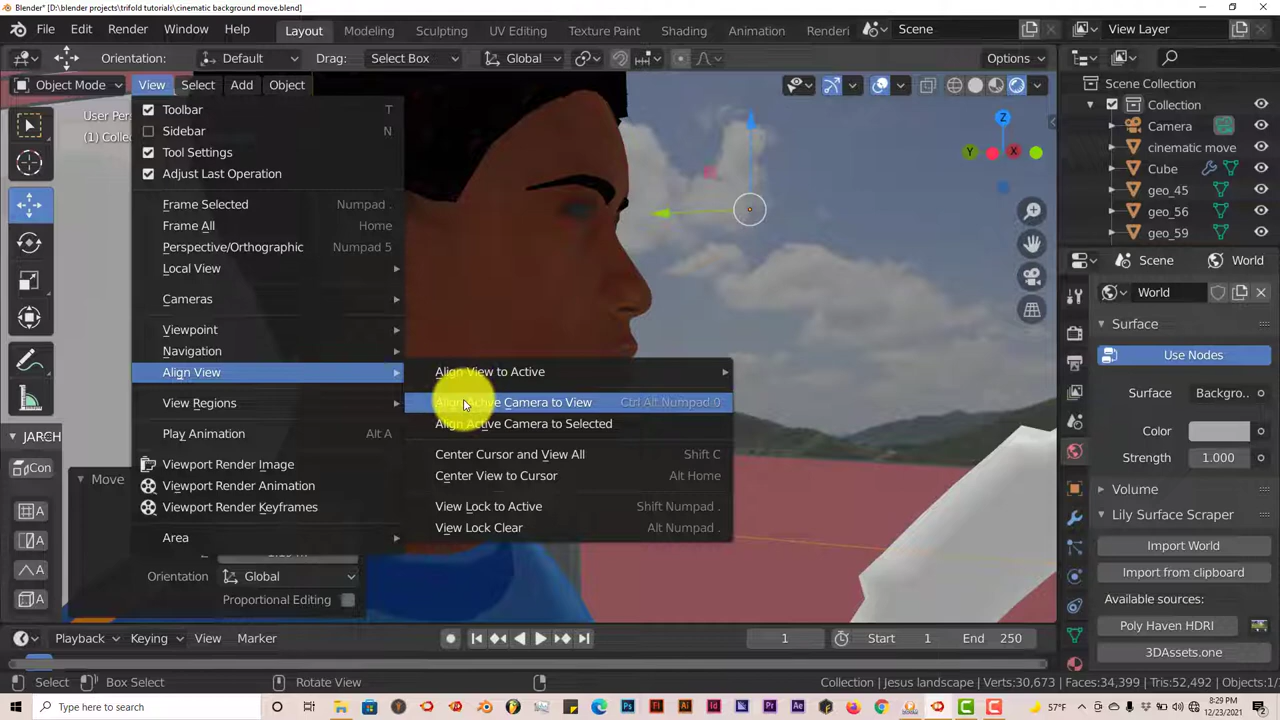 Blender* [D:\blender projects\trifold tutorials\cinematic background move.blend]
File Edit Render Window Help Layout Modeling Sculpting UV Editing Texture Paint Shading Animation Renderi Scene View Layer
Orientation: Default Drag: Select Box Global Options
Object Mode View Select Add Object
Scene Collection
Collection
Camera
cinematic move
Cube
geo_45
geo_56
geo_59
User Pers
(1) Collec
Toolbar T
Sidebar N
Tool Settings
Adjust Last Operation
Frame Selected Numpad .
Frame All Home
Perspective/Orthographic Numpad 5
Local View
Cameras
Viewpoint
Navigation
Align View
View Regions
Play Animation Alt A
Viewport Render Image
Viewport Render Animation
Viewport Render Keyframes
Area
Align View to Active
Align Active Camera to View Ctrl Alt Numpad 0
Align Active Camera to Selected
Center Cursor and View All Shift C
Center View to Cursor Alt Home
View Lock to Active Shift Numpad .
View Lock Clear Alt Numpad .
Z Y X
JARCH
Con
A
A
A
A
Move
Orientation Global
Proportional Editing
Scene World
World
Surface
Use Nodes
Surface Backgro..
Color
Strength 1.000
Volume
Lily Surface Scraper
Import World
Import from clipboard
Available sources:
Poly Haven HDRI
3DAssets.one
Playback Keying View Marker 1 Start 1 End 250
Select Box Select Rotate View Collection | jesus landscape | Verts:30,673 | Faces:34,399 | Tris:52,492 | Objects:1/
Type here to search 57°F 8:29 PM
12/23/2021